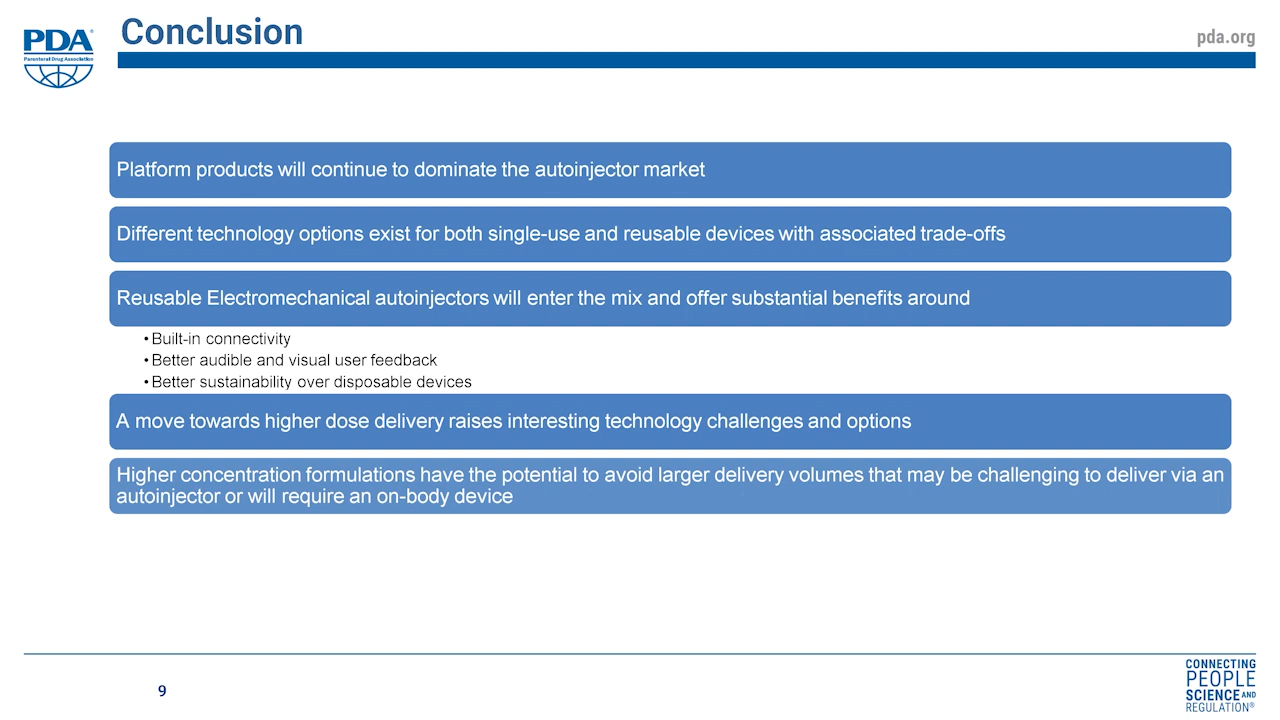 PDA®
Parenteral Drug Association
Conclusion
pda.org
Platform products will continue to dominate the autoinjector market
Different technology options exist for both single-use and reusable devices with associated trade-offs
Reusable Electromechanical autoinjectors will enter the mix and offer substantial benefits around
• Built-in connectivity
• Better audible and visual user feedback
• Better sustainability over disposable devices
A move towards higher dose delivery raises interesting technology challenges and options
Higher concentration formulations have the potential to avoid larger delivery volumes that may be challenging to deliver via an
autoinjector or will require an on-body device
9
CONNECTING
PEOPLE
SCIENCE AND
REGULATION®